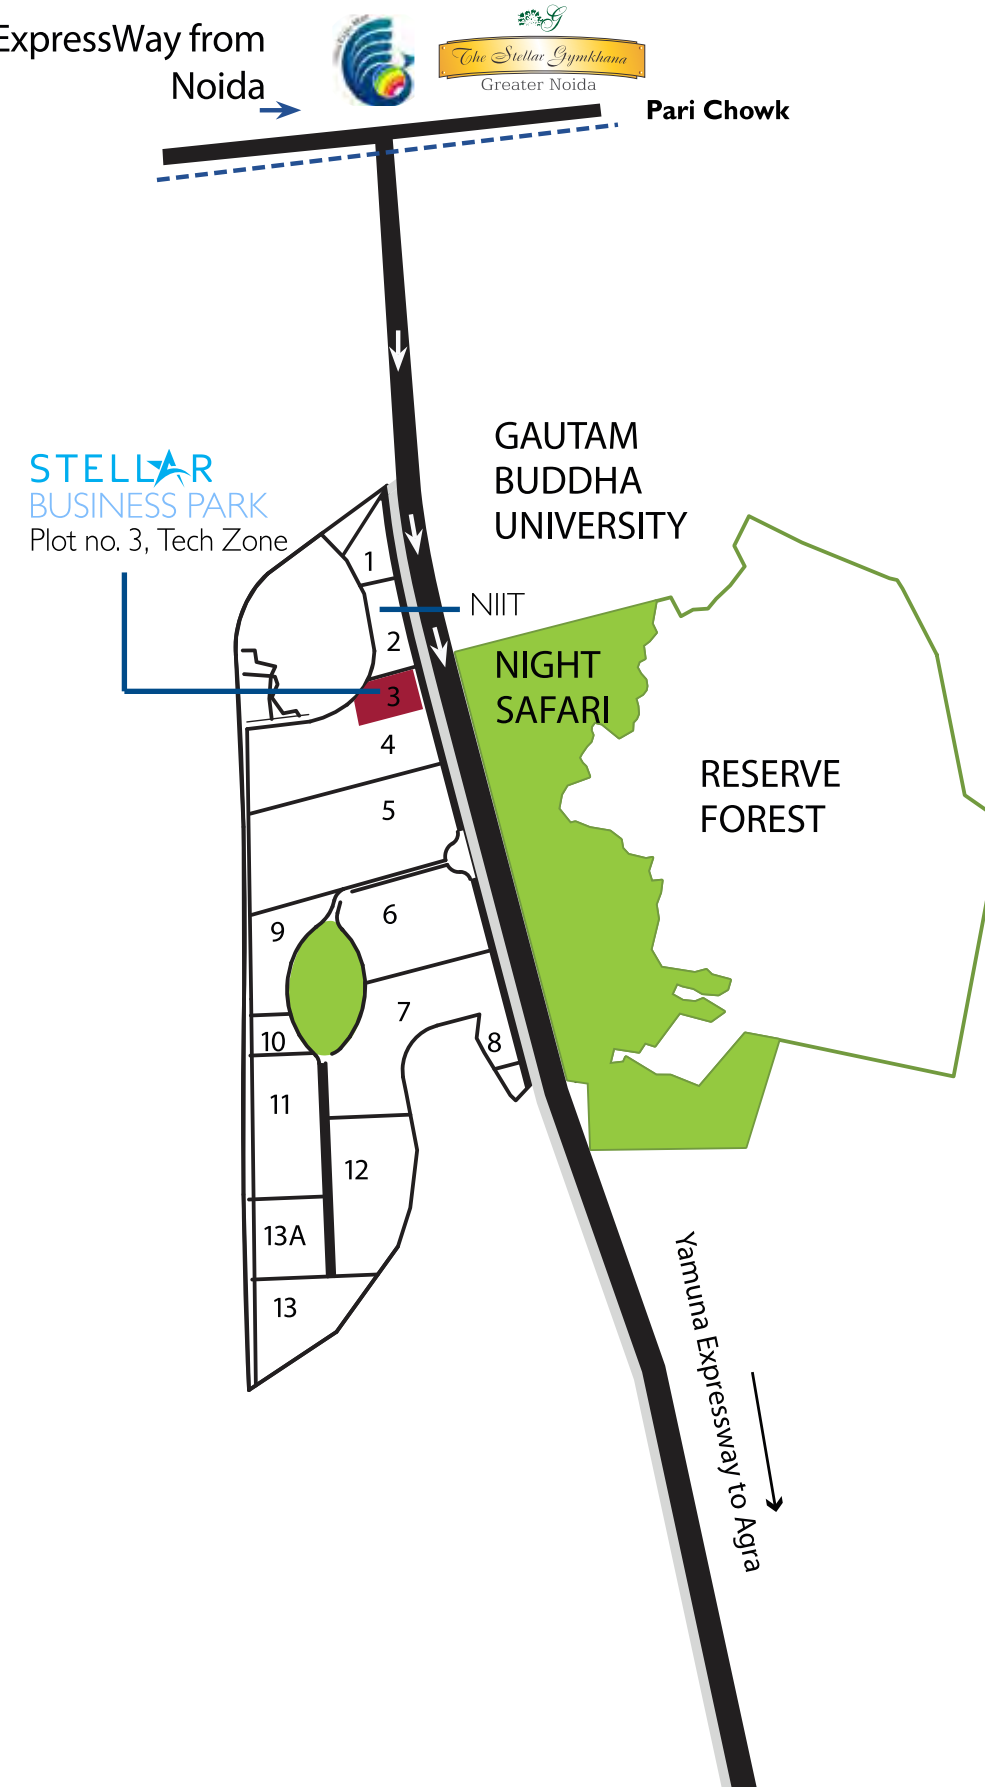 ExpressWay from
Noida
G
The Stellar Gymkhana
Greater Noida
Pari Chowk
GAUTAM
BUDDHA
UNIVERSITY
STELLAR
BUSINESS PARK
Plot no. 3, Tech Zone
1
NIIT
2
NIGHT
SAFARI
3
4
RESERVE
FOREST
5
6
9
7
10
8
11
12
13A
13
Yamuna Expressway to Agra